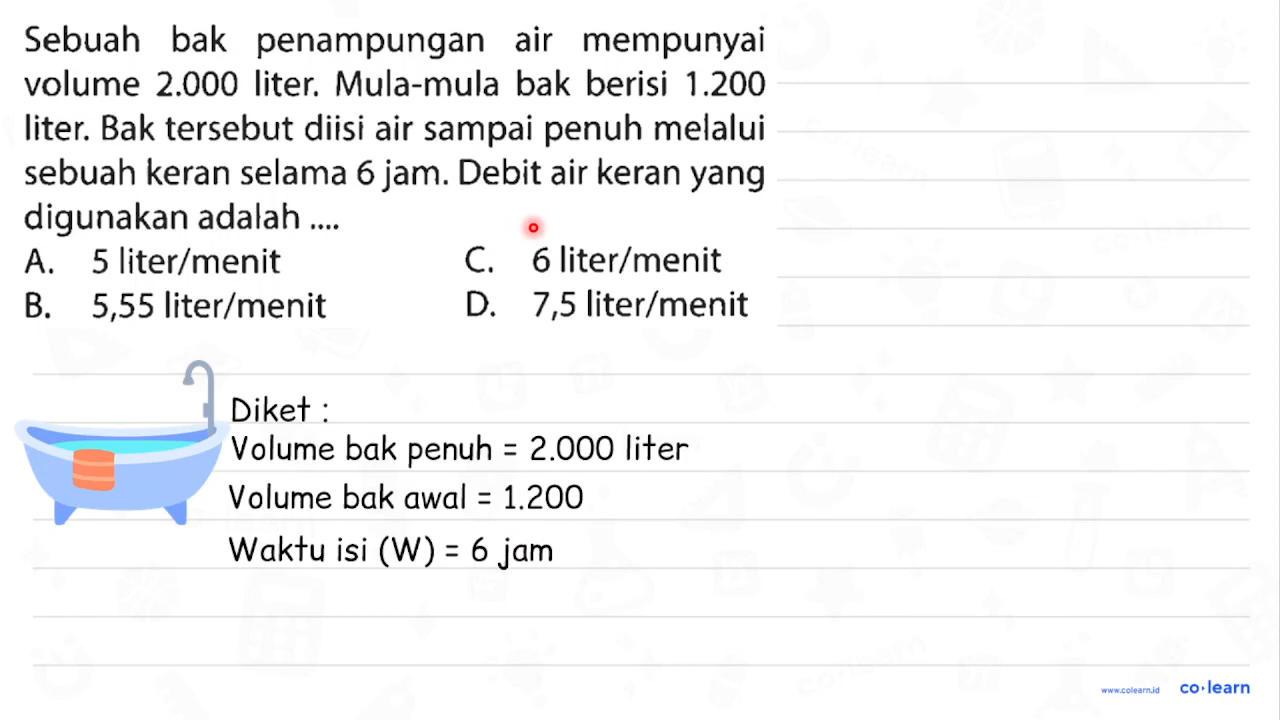 Sebuah bak penampungan air mempunyai
volume 2.000 liter. Mula-mula bak berisi 1.200
liter. Bak tersebut diisi air sampai penuh melalui
sebuah keran selama 6 jam. Debit air keran yang
digunakan adalah ....
A. 5 liter/menit C. 6 liter/menit
B. 5,55 liter/menit D. 7,5 liter/menit
Diket :
Volume bak penuh = 2.000 liter
Volume bak awal = 1.200
Waktu isi (W) = 6 jam
www.colearn.id co·learn